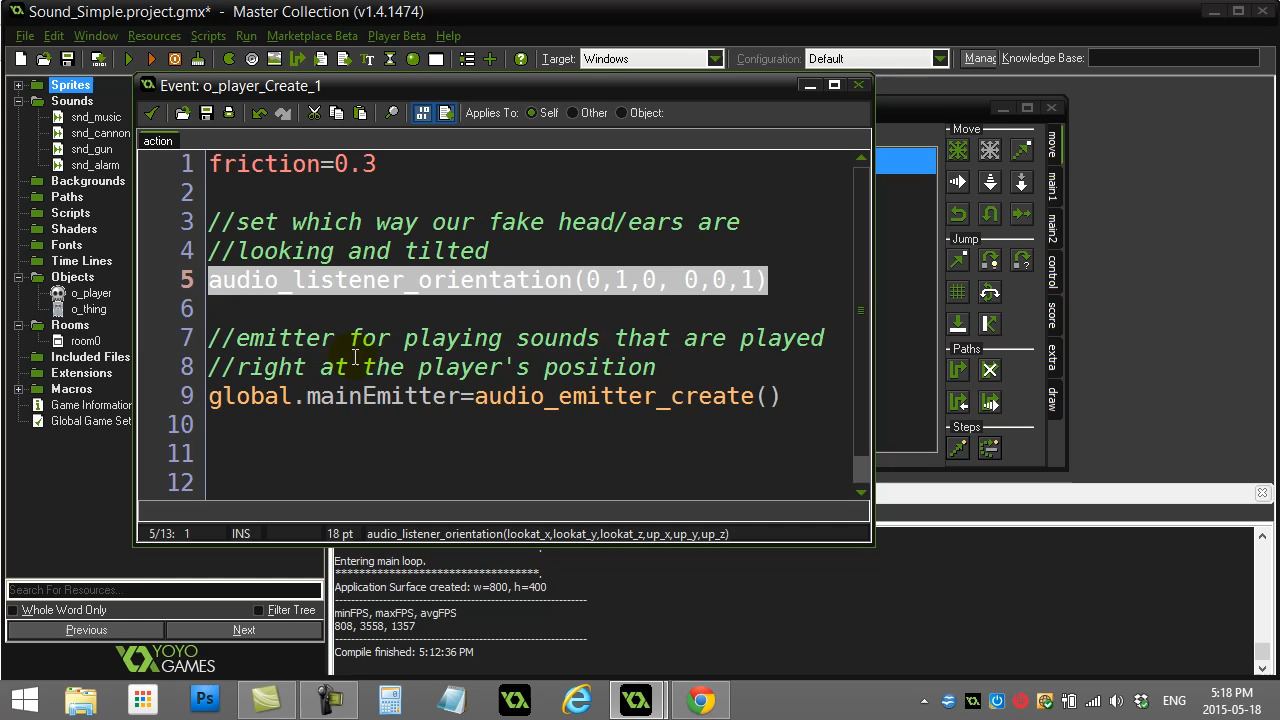 Sound_Simple.project.gmx* - Master Collection (v1.4.1474)
File Edit Window Resources Scripts Run Marketplace Beta Player Beta Help
Target: Windows Configuration: Default Manag Knowledge Base:
Sprites
Sounds
snd_music
snd_cannon
snd_gun
snd_alarm
Backgrounds
Paths
Scripts
Shaders
Fonts
Time Lines
Objects
o_player
o_thing
Rooms
room0
Included Files
Extensions
Macros
Game Information
Global Game Set
Search For Resources...
Whole Word Only Filter Tree
Previous Next
YOYO
GAMES
Event: o_player_Create_1
Applies To: Self Other Object:
action
1 friction=0.3
2
3 //set which way our fake head/ears are
4 //looking and tilted
5 audio_listener_orientation(0,1,0, 0,0,1)
6
7 //emitter for playing sounds that are played
8 //right at the player's position
9 global.mainEmitter=audio_emitter_create()
10
11
12
5/13: 1 INS 18 pt audio_listener_orientation(lookat_x,lookat_y,lookat_z,up_x,up_y,up_z)
Move
Jump
Paths
Steps
move
main1
main2
control
score
extra
draw
Entering main loop.
**********************************.
Application Surface created: w=800, h=400
minFPS, maxFPS, avgFPS
808, 3558, 1357
Compile finished: 5:12:36 PM
Ps
ENG
5:18 PM
2015-05-18